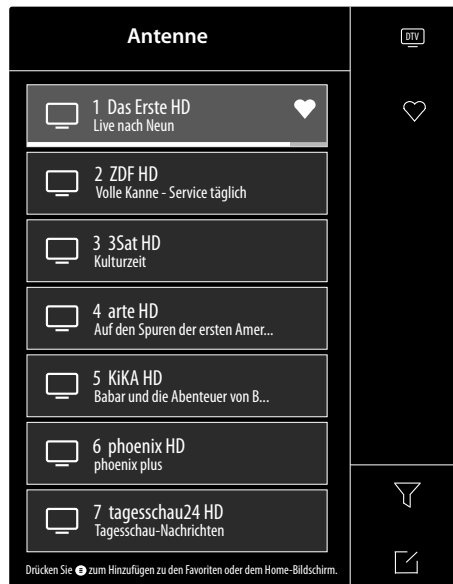 Antenne
DTV
1 Das Erste HD
Live nach Neun
2 ZDF HD
Volle Kanne - Service täglich
3 3Sat HD
Kulturzeit
4 arte HD
Auf den Spuren der ersten Amer...
5 KiKA HD
Babar und die Abenteuer von B...
6 phoenix HD
phoenix plus
7 tagesschau24 HD
Tagesschau-Nachrichten
Drücken Sie zum Hinzufügen zu den Favoriten oder dem Home-Bildschirm.